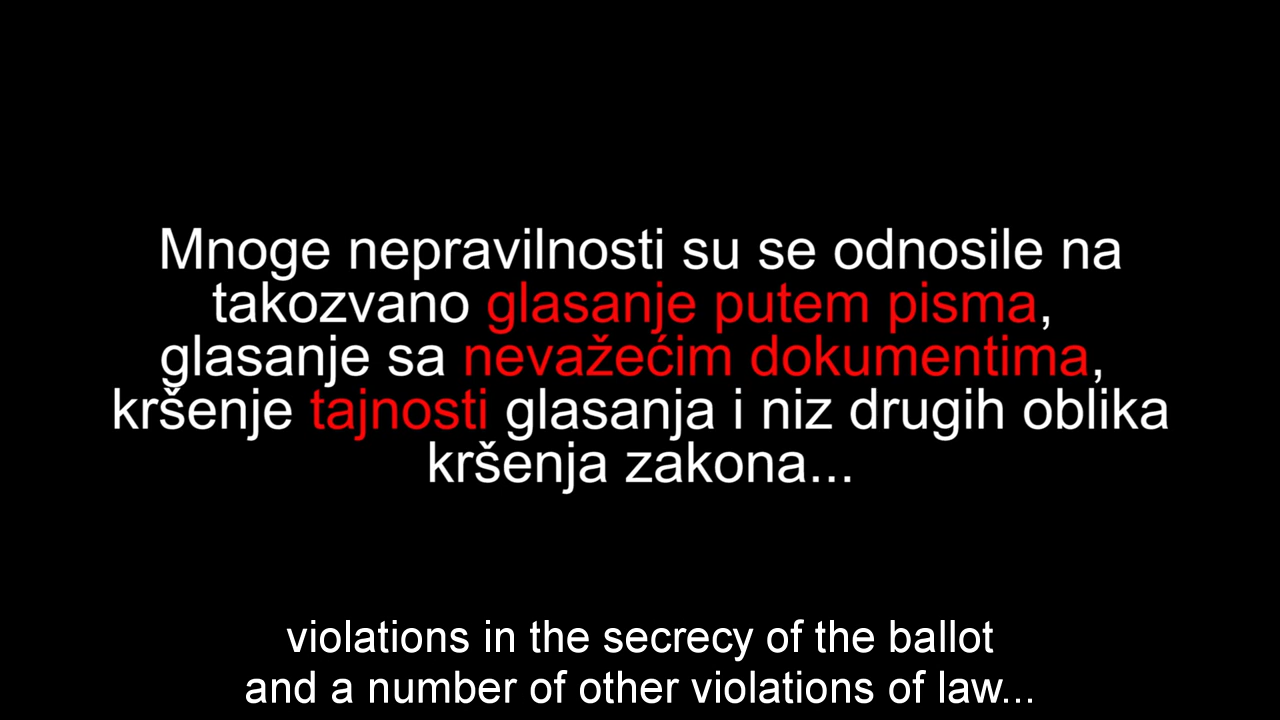 Mnoge nepravilnosti su se odnosile na
takozvano glasanje putem pisma,
glasanje sa nevažećim dokumentima,
kršenje tajnosti glasanja i niz drugih oblika
kršenja zakona...
violations in the secrecy of the ballot
and a number of other violations of law...